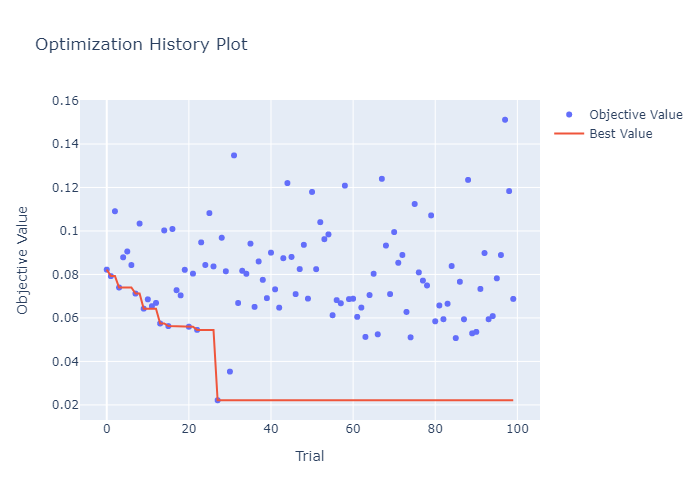 Optimization History Plot
0.16
0.14
0.12
0.1
0.08
0.06
0.04
0.02
0
20
40
60
80
100
Objective Value
Trial
Objective Value
Best Value